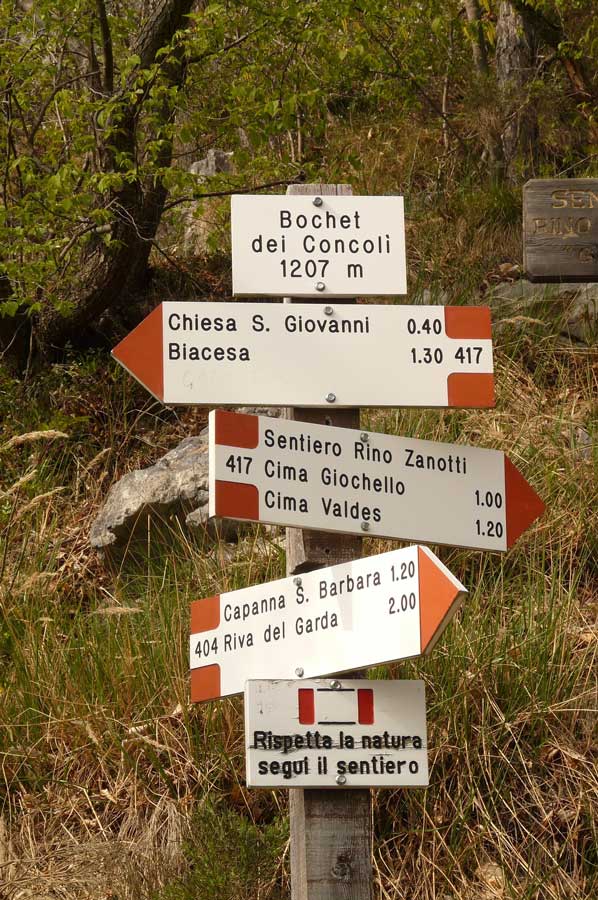 Bochet
dei Concoli
1207 m
Chiesa S. Giovanni 0.40
Biacesa 1.30 417
Sentiero Rino Zanotti
417 Cima Giochello 1.00
Cima Valdes 1.20
Capanna S. Barbara 1.20
404 Riva del Garda 2.00
Rispetta la natura
segui il sentiero
SEN
RINO